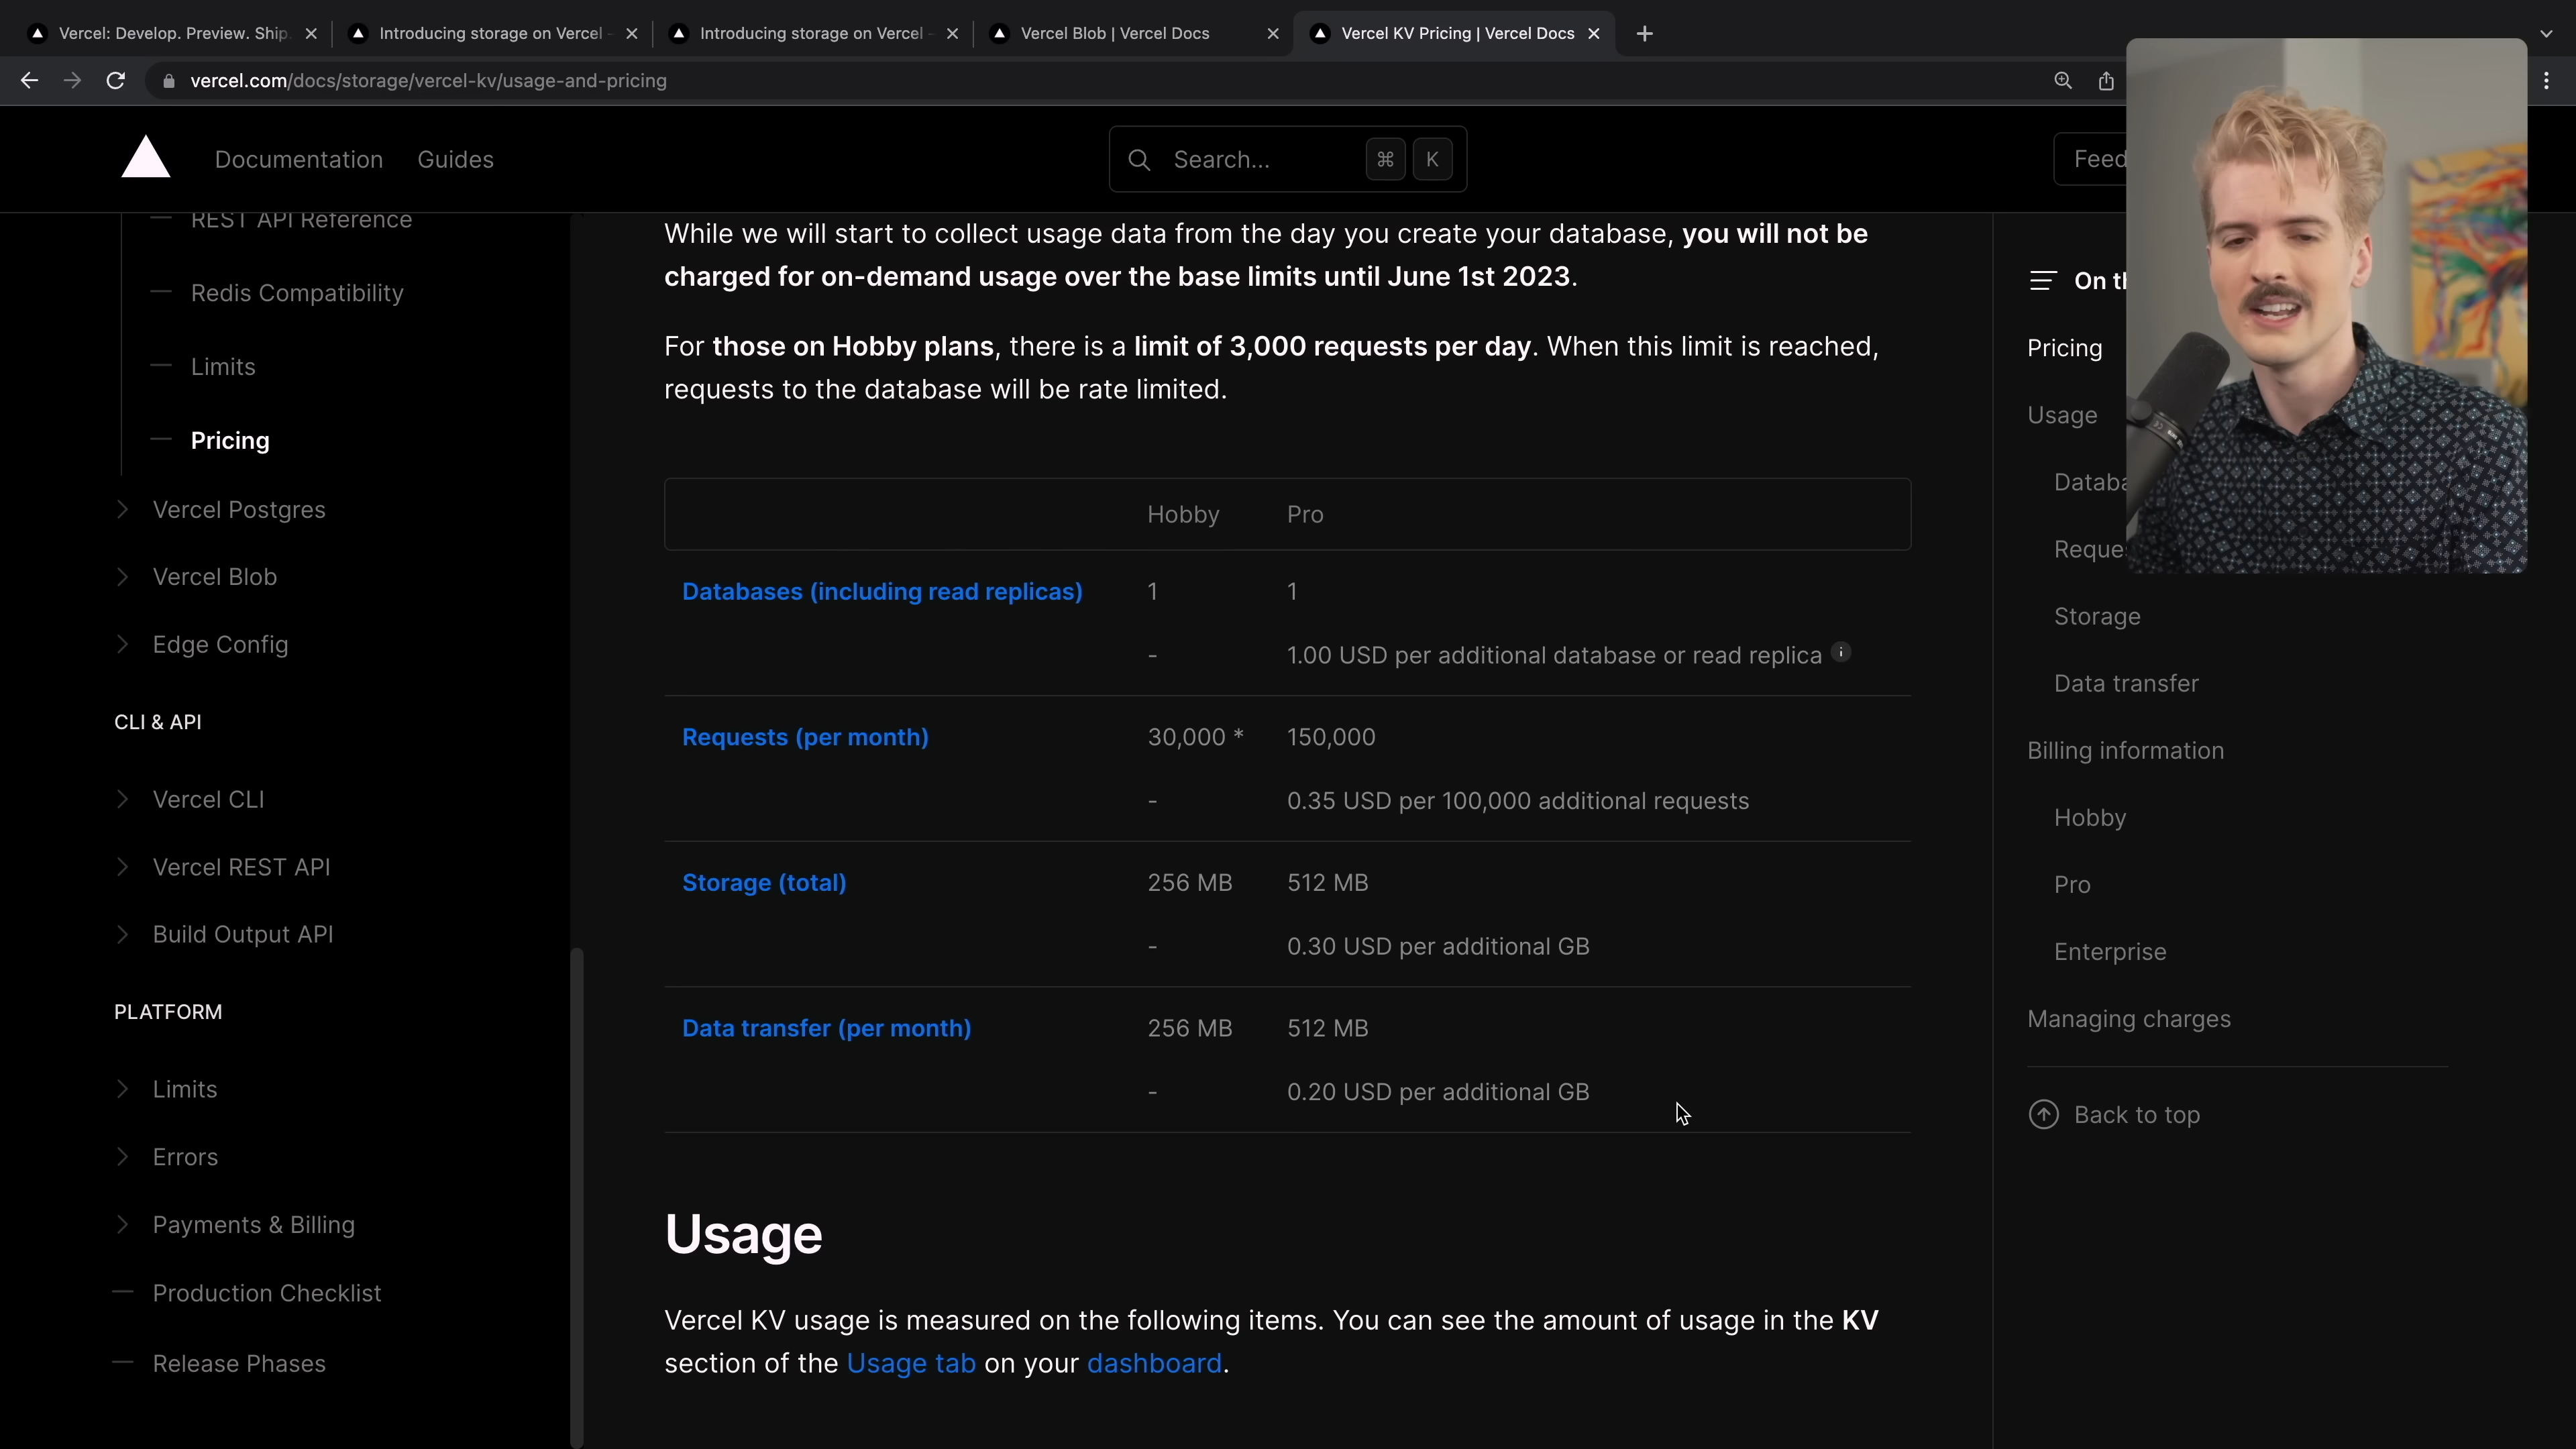 Vercel: Develop. Preview. Ship.
Introducing storage on Vercel -
Introducing storage on Vercel -
Vercel Blob | Vercel Docs
Vercel KV Pricing | Vercel Docs
vercel.com/docs/storage/vercel-kv/usage-and-pricing
Documentation
Guides
Search...
⌘
K
Feed
REST API Reference
Redis Compatibility
Limits
Pricing
Vercel Postgres
Vercel Blob
Edge Config
CLI & API
Vercel CLI
Vercel REST API
Build Output API
PLATFORM
Limits
Errors
Payments & Billing
Production Checklist
Release Phases
While we will start to collect usage data from the day you create your database, you will not be
charged for on-demand usage over the base limits until June 1st 2023.
For those on Hobby plans, there is a limit of 3,000 requests per day. When this limit is reached,
requests to the database will be rate limited.
Hobby Pro
Databases (including read replicas) 1 1
- 1.00 USD per additional database or read replica
Requests (per month) 30,000 * 150,000
- 0.35 USD per 100,000 additional requests
Storage (total) 256 MB 512 MB
- 0.30 USD per additional GB
Data transfer (per month) 256 MB 512 MB
- 0.20 USD per additional GB
Usage
Vercel KV usage is measured on the following items. You can see the amount of usage in the KV
section of the Usage tab on your dashboard.
On th
Pricing
Usage
Databa
Reques
Storage
Data transfer
Billing information
Hobby
Pro
Enterprise
Managing charges
Back to top